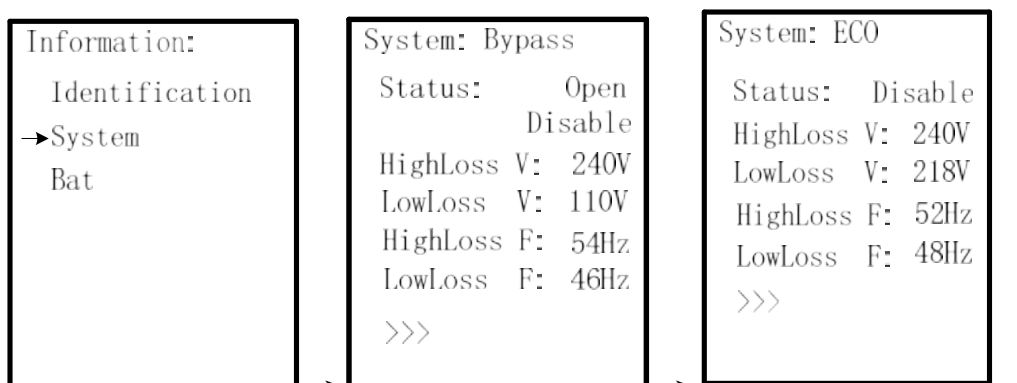 Information:
Identification
→System
Bat
System: Bypass
Status: Open
Disable
HighLoss V: 240V
LowLoss V: 110V
HighLoss F: 54Hz
LowLoss F: 46Hz
>>>
System: ECO
Status: Disable
HighLoss V: 240V
LowLoss V: 218V
HighLoss F: 52Hz
LowLoss F: 48Hz
>>>